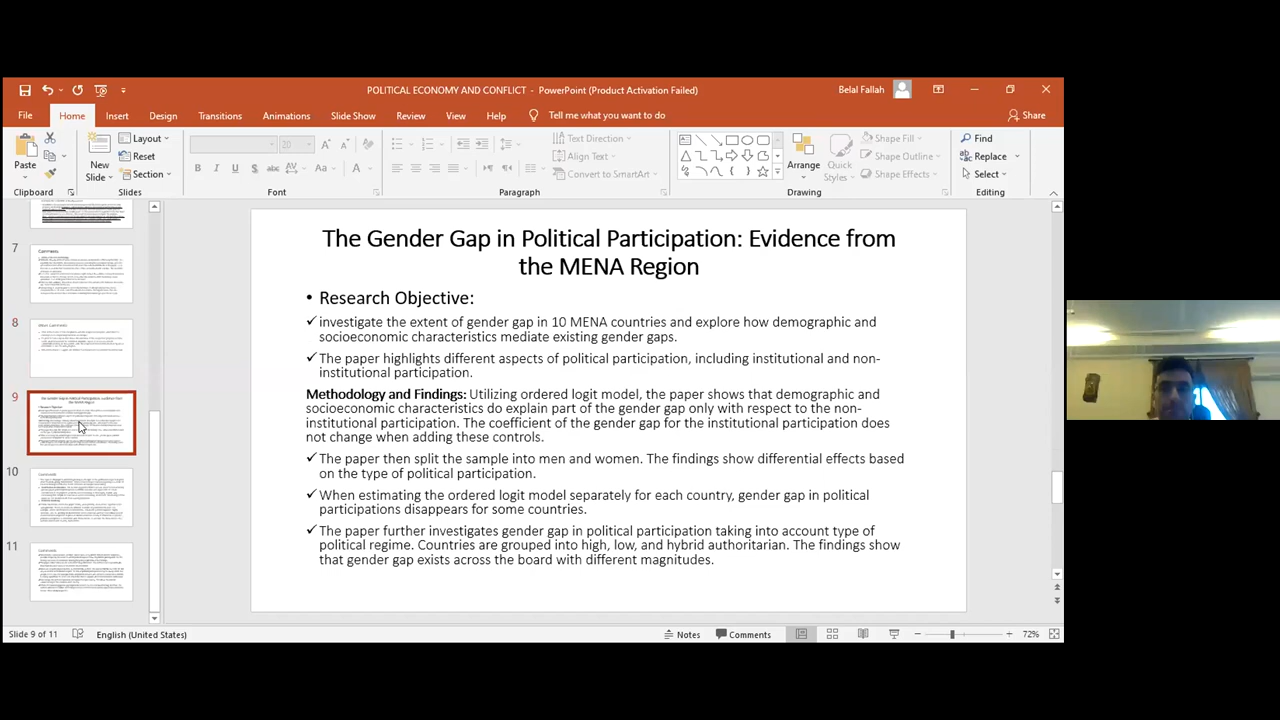 POLITICAL ECONOMY AND CONFLICT - PowerPoint (Product Activation Failed)
Belal Fallah
File Home Insert Design Transitions Animations Slide Show Review View Help Tell me what you want to do Share
Paste
Clipboard
New Slide
Layout
Reset
Section
Slides
20
B I U S abc AV Aa A
Font
Text Direction
Align Text
Convert to SmartArt
Paragraph
Arrange
Quick Styles
Shape Fill
Shape Outline
Shape Effects
Drawing
Find
Replace
Select
Editing
7
8
9
10
11
The Gender Gap in Political Participation: Evidence from
the MENA Region
• Research Objective:
✓ investigate the extent of gender gap in 10 MENA countries and explore how demographic and
socioeconomic characteristics mediate existing gender gaps.
✓ The paper highlights different aspects of political participation, including institutional and non-
institutional participation.
Methodology and Findings: Utilizing ordered logit model, the paper shows that demographic and
socioeconomic characteristics explain part of the gender gap only, with respect to the non-
institutional participation. The coefficient of the gender gap for the institutional participation does
not change when adding these controls.
✓ The paper then split the sample into men and women. The findings show differential effects based
on the type of political participation.
✓ When estimating the ordered logit model separately for each country, gender gap in political
participations disappears for some countries.
✓ The paper further investigates gender gap in political participation taking into account type of
political regime. Countries are grouped into high, low, and hybrid authoritarian. The findings show
that gender gap exists across the board with different magnitudes.
Slide 9 of 11 English (United States) Notes Comments 72%